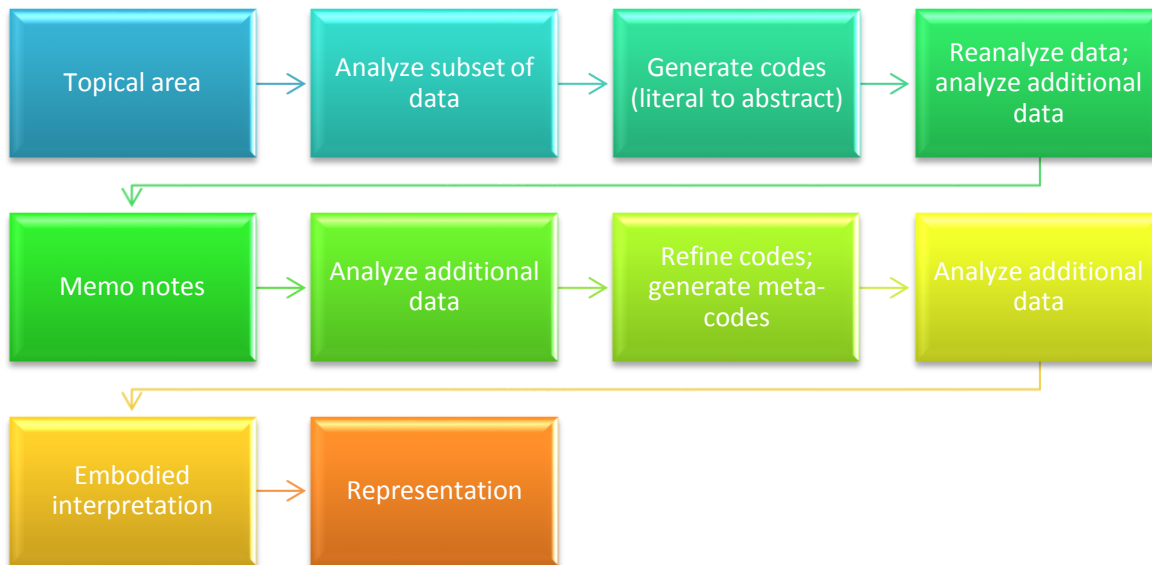 Topical area
Analyze subset of
data
Generate codes
(literal to abstract)
Reanalyze data;
analyze additional
data
Memo notes
Analyze additional
data
Refine codes;
generate meta-
codes
Analyze additional
data
Embodied
interpretation
Representation